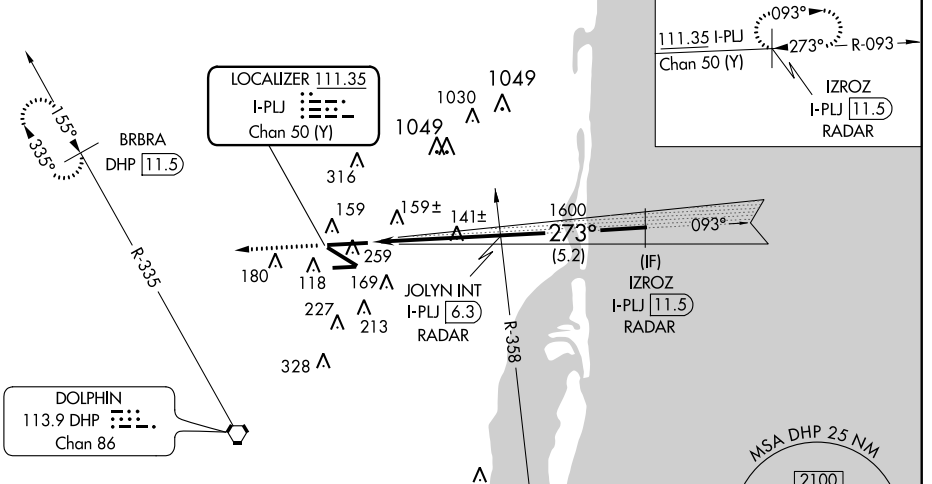 093°
111.35 I-PLJ
273°
R-093
Chan 50 (Y)
IZROZ
I-PLJ 11.5
RADAR
LOCALIZER 111.35
I-PLJ
Chan 50 (Y)
1049
1030
1049
316
155°
335°
BRBRA
DHP 11.5
159
159±
141±
1600
273°
093°
(5.2)
259
180
118
169
227
213
328
JOLYN INT
I-PLJ 6.3
RADAR
(IF)
IZROZ
I-PLJ 11.5
RADAR
R-335
R-358
DOLPHIN
113.9 DHP
Chan 86
MSA DHP 25 NM
2100